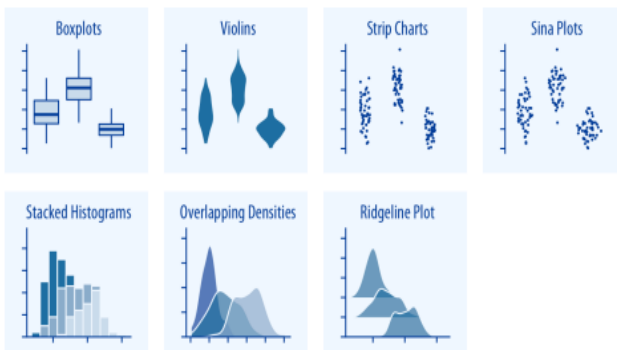 Boxplots
Violins
Strip Charts
Sina Plots
Stacked Histograms
Overlapping Densities
Ridgeline Plot